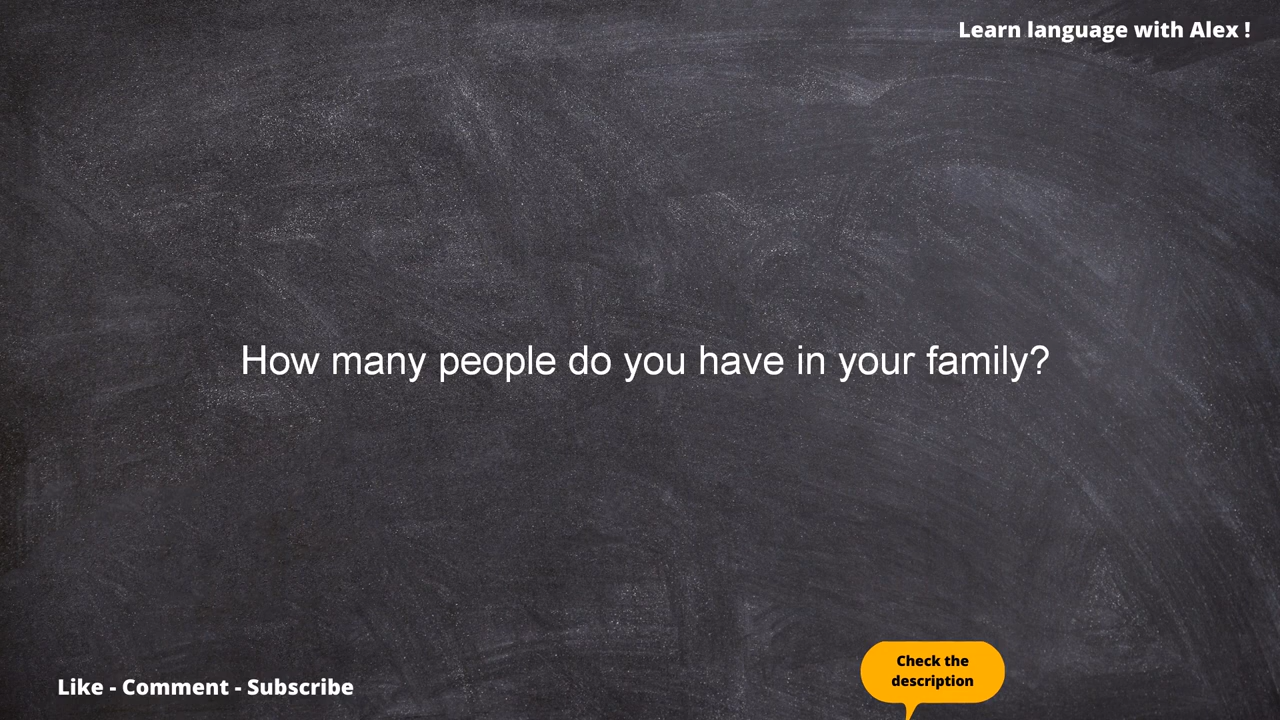 Learn language with Alex !
How many people do you have in your family?
Check the
description
Like - Comment - Subscribe